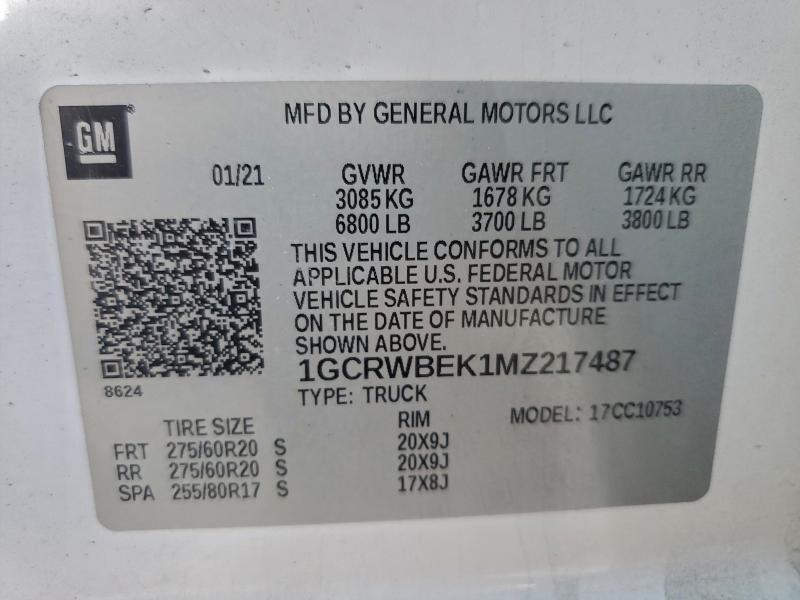 GM
MFD BY GENERAL MOTORS LLC
01/21 GVWR GAWR FRT GAWR RR
3085 KG 1678 KG 1724 KG
6800 LB 3700 LB 3800 LB
THIS VEHICLE CONFORMS TO ALL
APPLICABLE U.S. FEDERAL MOTOR
VEHICLE SAFETY STANDARDS IN EFFECT
ON THE DATE OF MANUFACTURE
SHOWN ABOVE.
1GCRWBEK1MZ217487
8624
TYPE: TRUCK
MODEL: 17CC10753
TIRE SIZE RIM
FRT 275/60R20 S 20X9J
RR 275/60R20 S 20X9J
SPA 255/80R17 S 17X8J